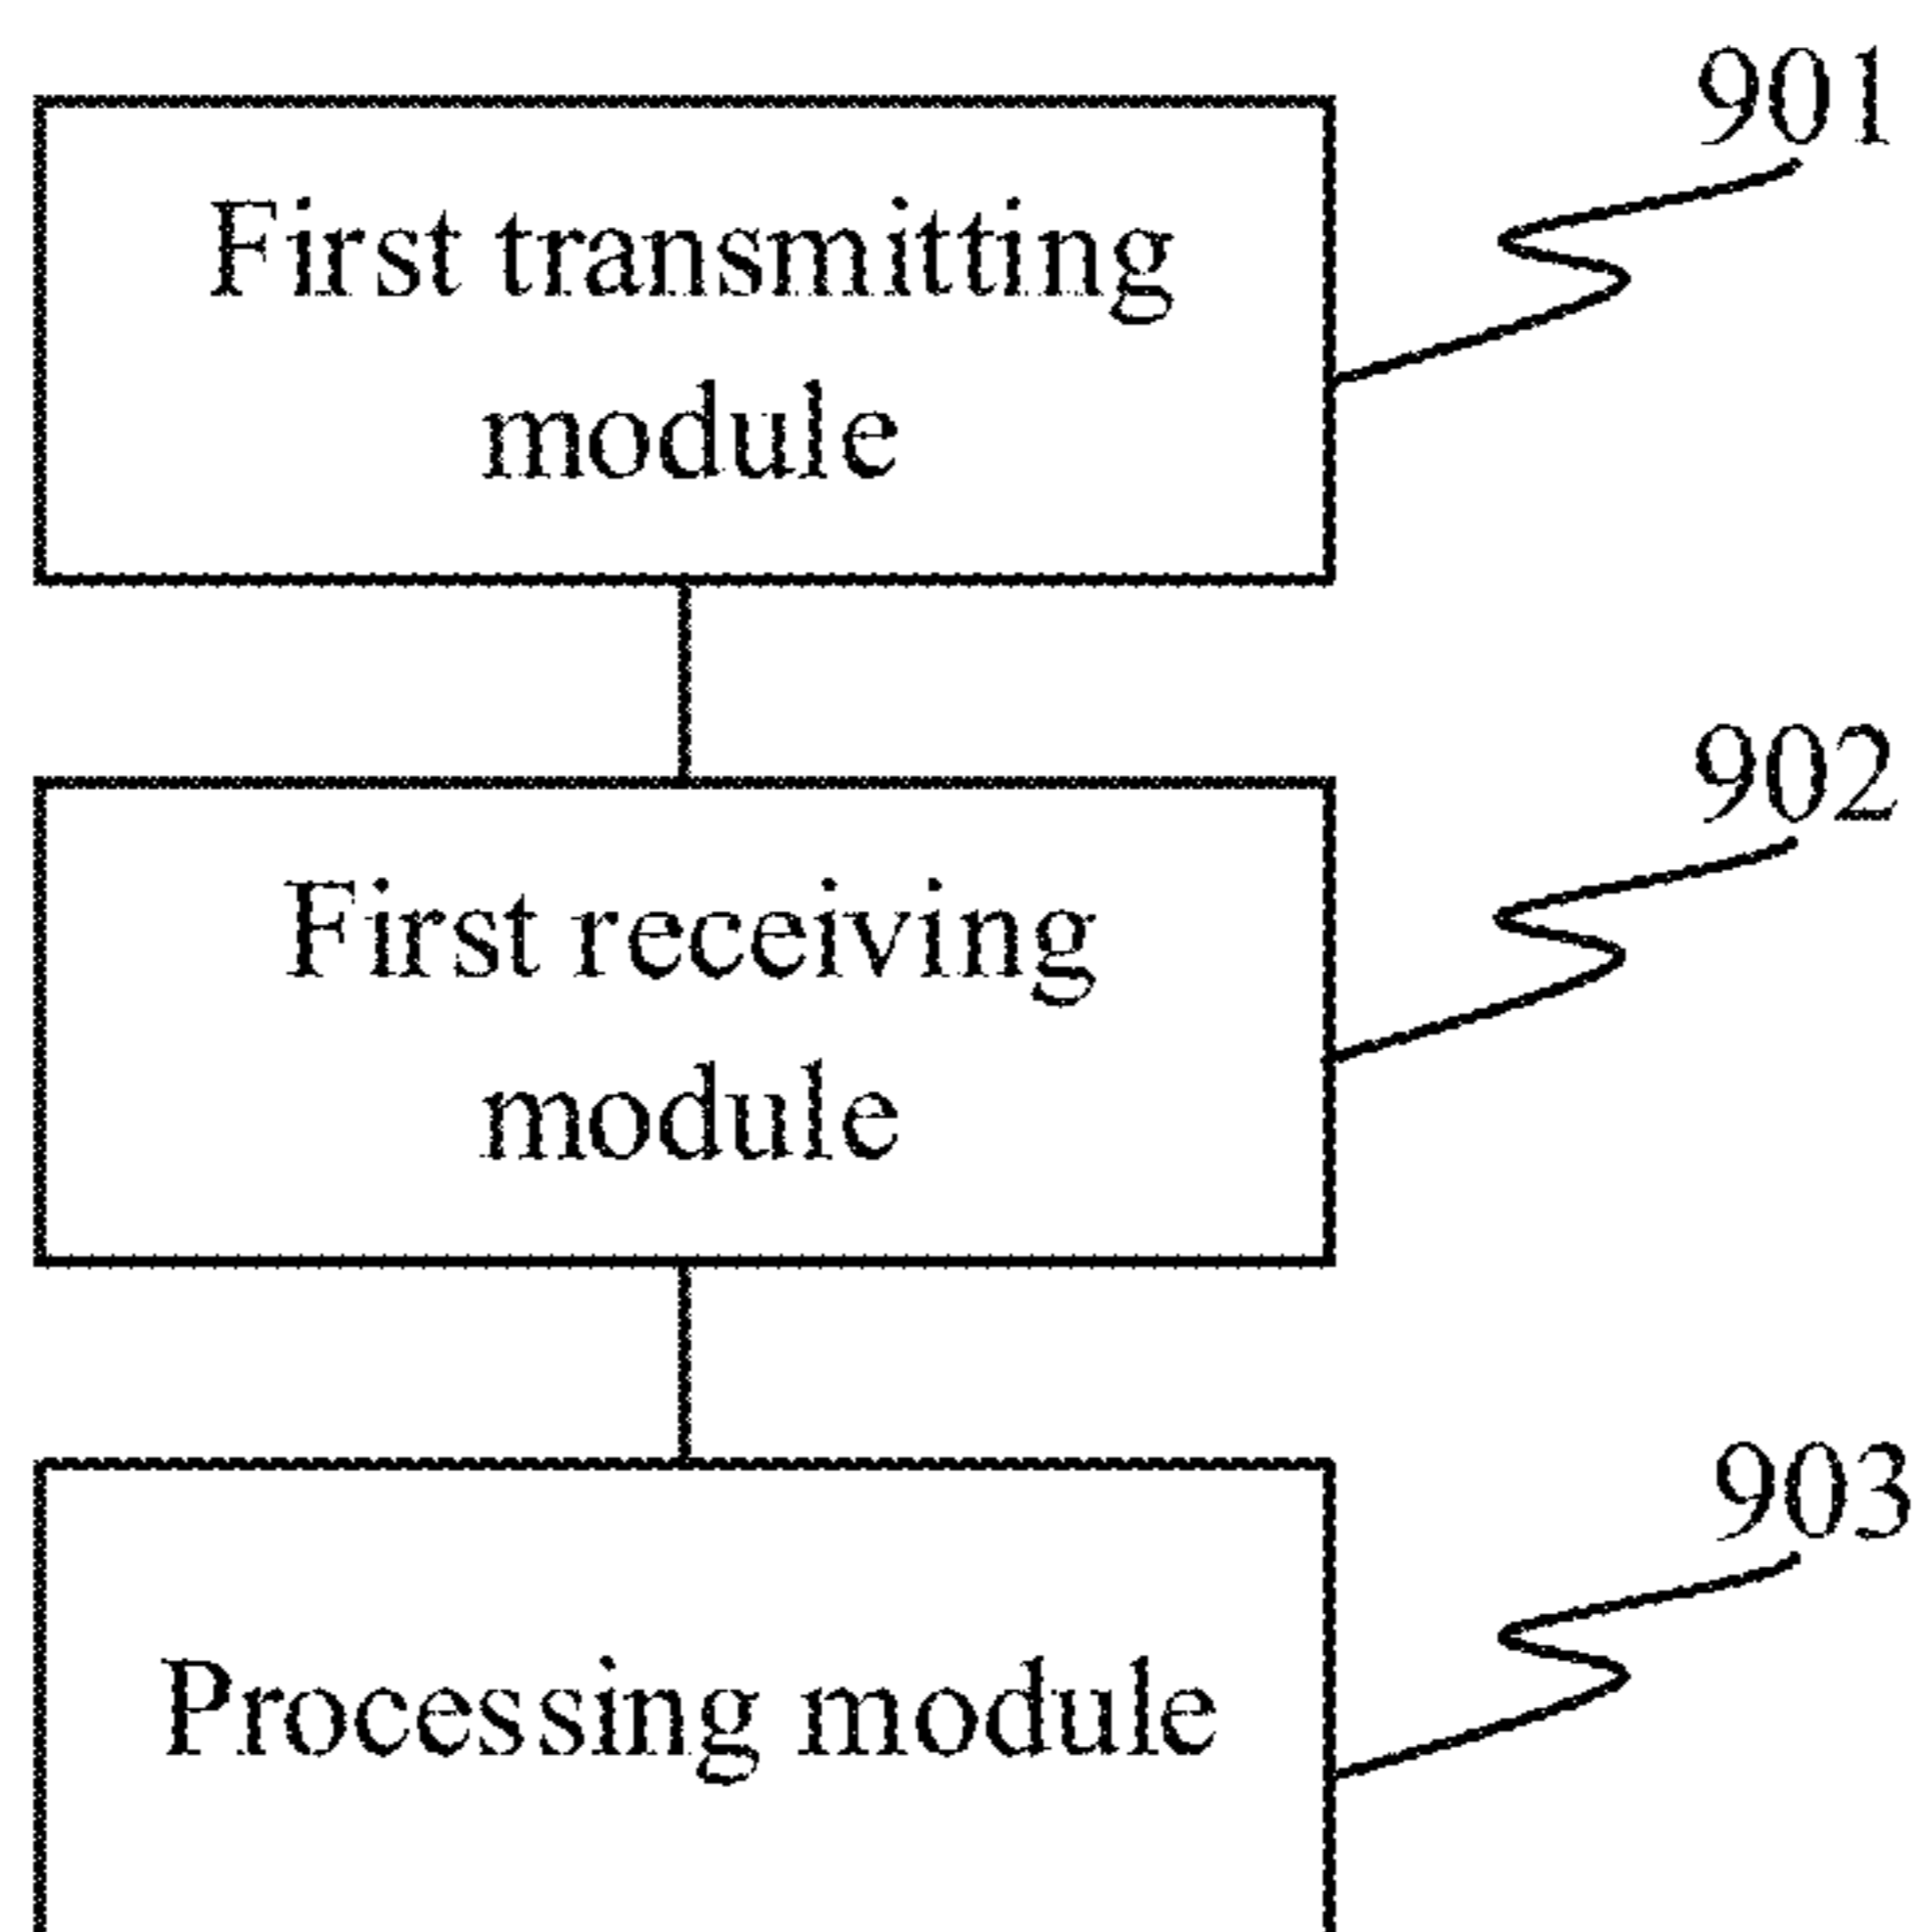 901
First transmitting
module
902
First receiving
module
903
Processing module